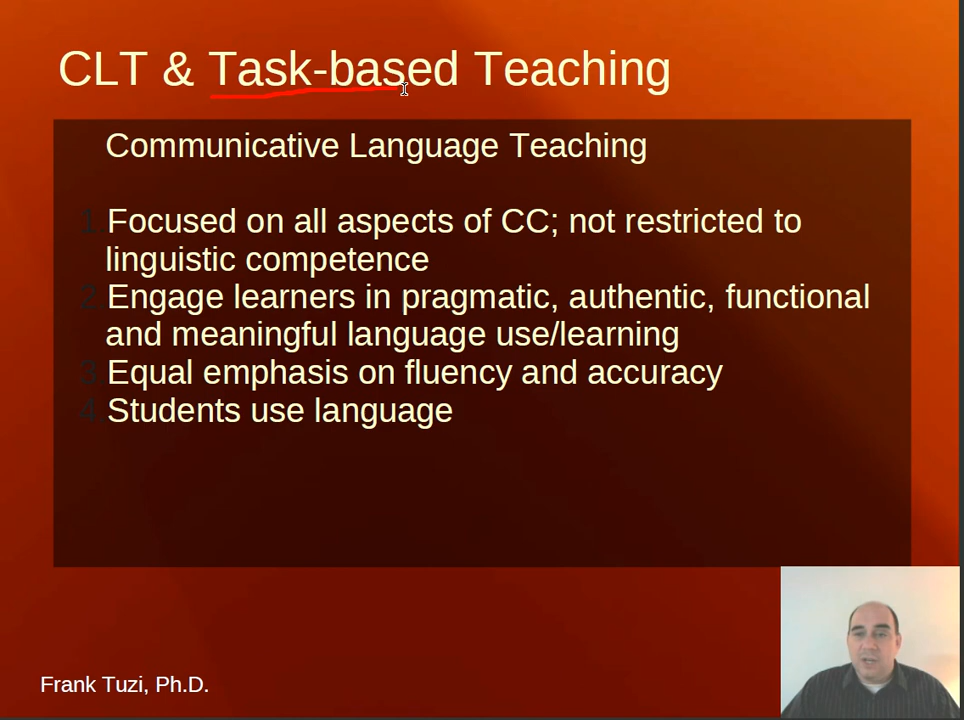 CLT & Task-based Teaching
Communicative Language Teaching
1. Focused on all aspects of CC; not restricted to
linguistic competence
2. Engage learners in pragmatic, authentic, functional
and meaningful language use/learning
3. Equal emphasis on fluency and accuracy
4. Students use language
Frank Tuzi, Ph.D.